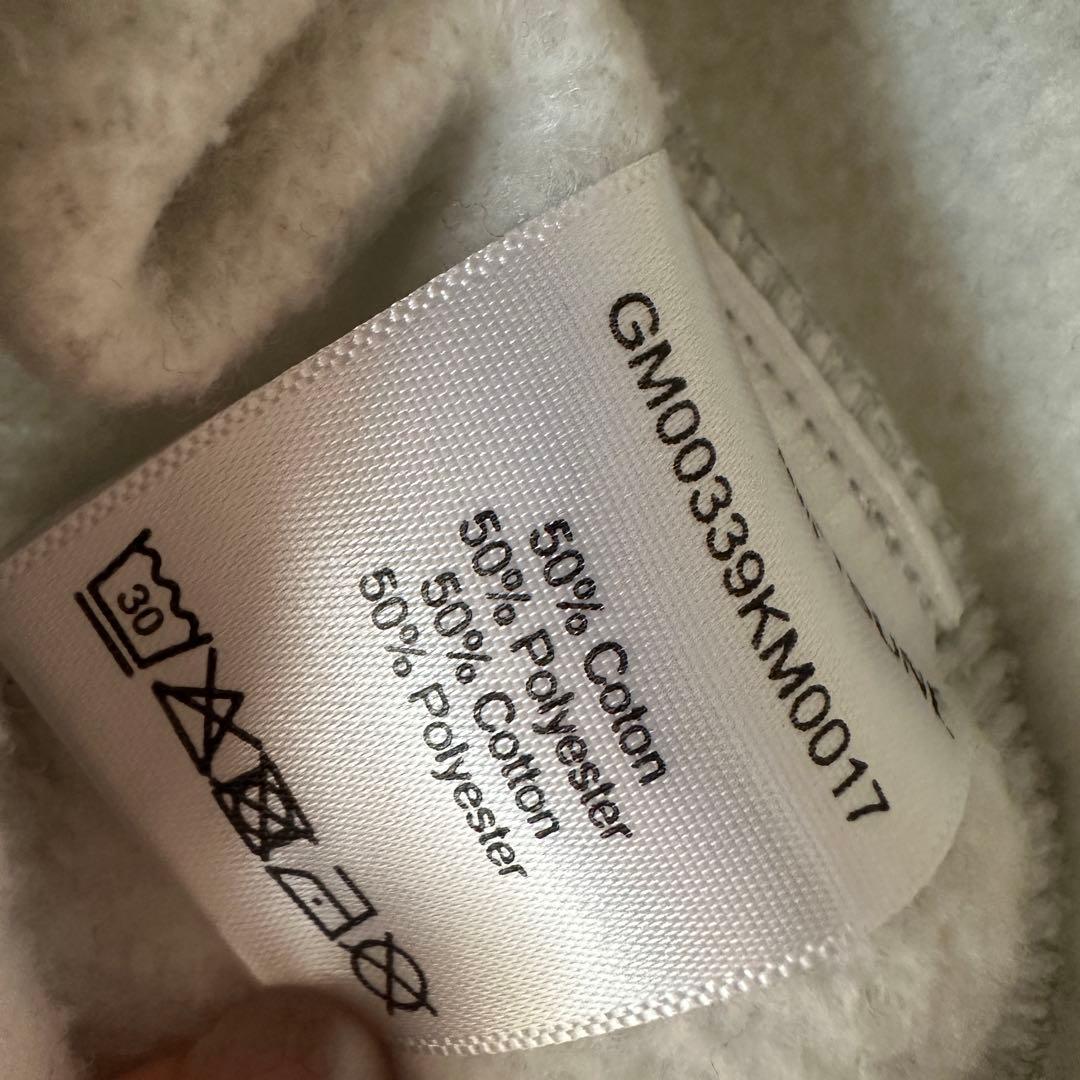 GM00339KM0017
50% Coton
50% Polyester
50% Cotton
50% Polyester
30